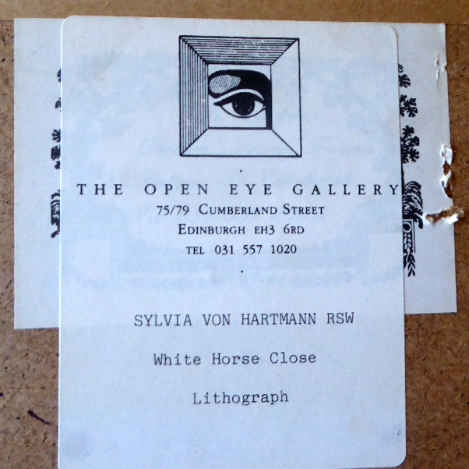 THE OPEN EYE GALLERY
75/79 CUMBERLAND STREET
EDINBURGH EH3 6RD
TEL 031 557 1020
SYLVIA VON HARTMANN RSW
White Horse Close
Lithograph